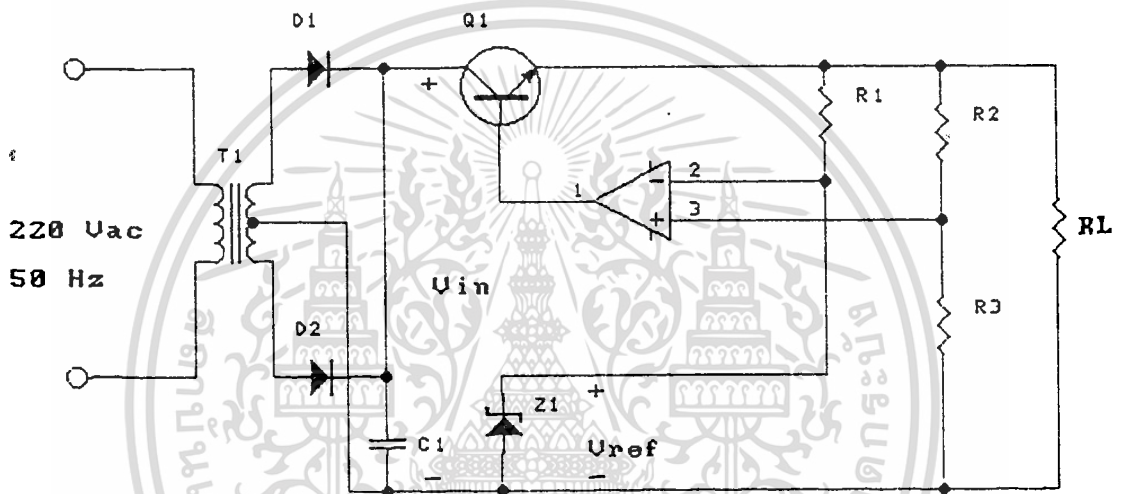 D1
Q1
+
R1
R2
T1
2
-
1
3
+
RL
220 Vac
50 Hz
Vin
R3
D2
+
Z1
C1
Vref
-
-